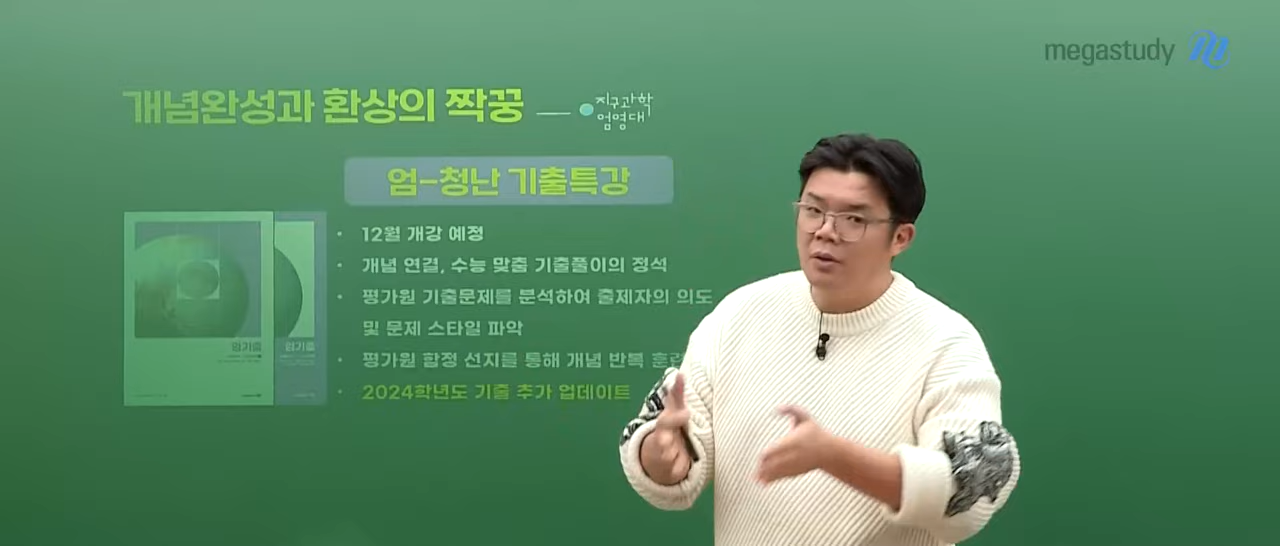 megastudy
개념완성과 환상의 짝꿍
지구과학
엄영대
엄-청난 기출특강
• 12월 개강 예정
• 개념 연결, 수능 맞춤 기출풀이의 정석
• 평가원 기출문제를 분석하여 출제자의 의도
및 문제 스타일 파악
• 평가원 함정 선지를 통해 개념 반복
• 2024학년도 기출 추가 업데이트
엄기출
엄기출